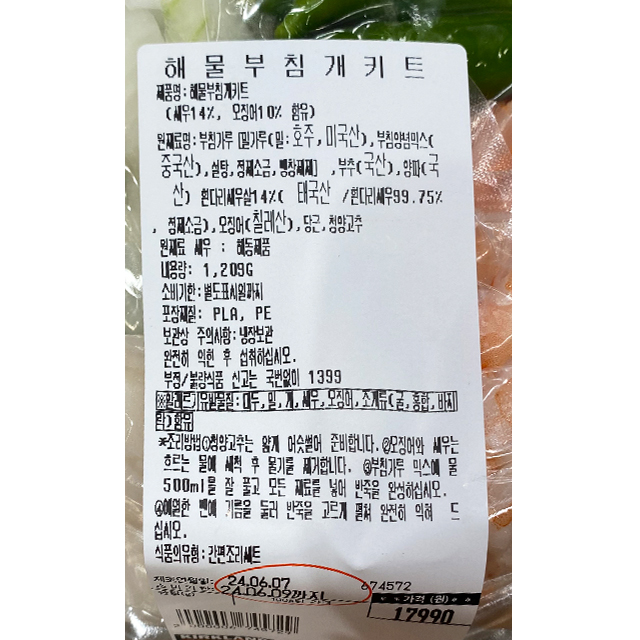 해물부침개키트
제품명:해물부침개키트
(새우14%, 오징어10% 함유)
원재료명:부침가루[밀가루(밀:호주,미국산),부침양념믹스(
중국산),설탕,정제소금,팽창제제],부추(국산),양파(국
산) 흰다리새우살14%( 태국산 /흰다리새우99.75%
, 정제소금),오징어(칠레산),당근,청양고추
원재료 새우 : 해동제품
내용량: 1,209G
소비기한:별도표시일까지
포장재질: PLA, PE
보관상 주의사항:냉장보관
완전히 익힌 후 섭취하십시오.
부정/불량식품 신고는 국번없이 1399
※알레르기유발물질:대두,밀,게,새우,오징어,조개류(굴,홍합,바지
락)함유
*조리방법①청양고추는 얇게 어슷썰어 준비합니다.②오징어와 새우는
흐르는 물에 세척 후 물기를 제거합니다. ③부침가루 믹스에 물
500ml를 잘 풀고 모든 재료를 넣어 반죽을 완성하십시오.
④예열한 팬에 기름을 둘러 반죽을 고르게 펼쳐 완전히 익혀 드
십시오.
식품의유형:간편조리세트
제조연월일: 24.06.07 674572
24.06.09까지 가격(원)
17990
KIRKLAND